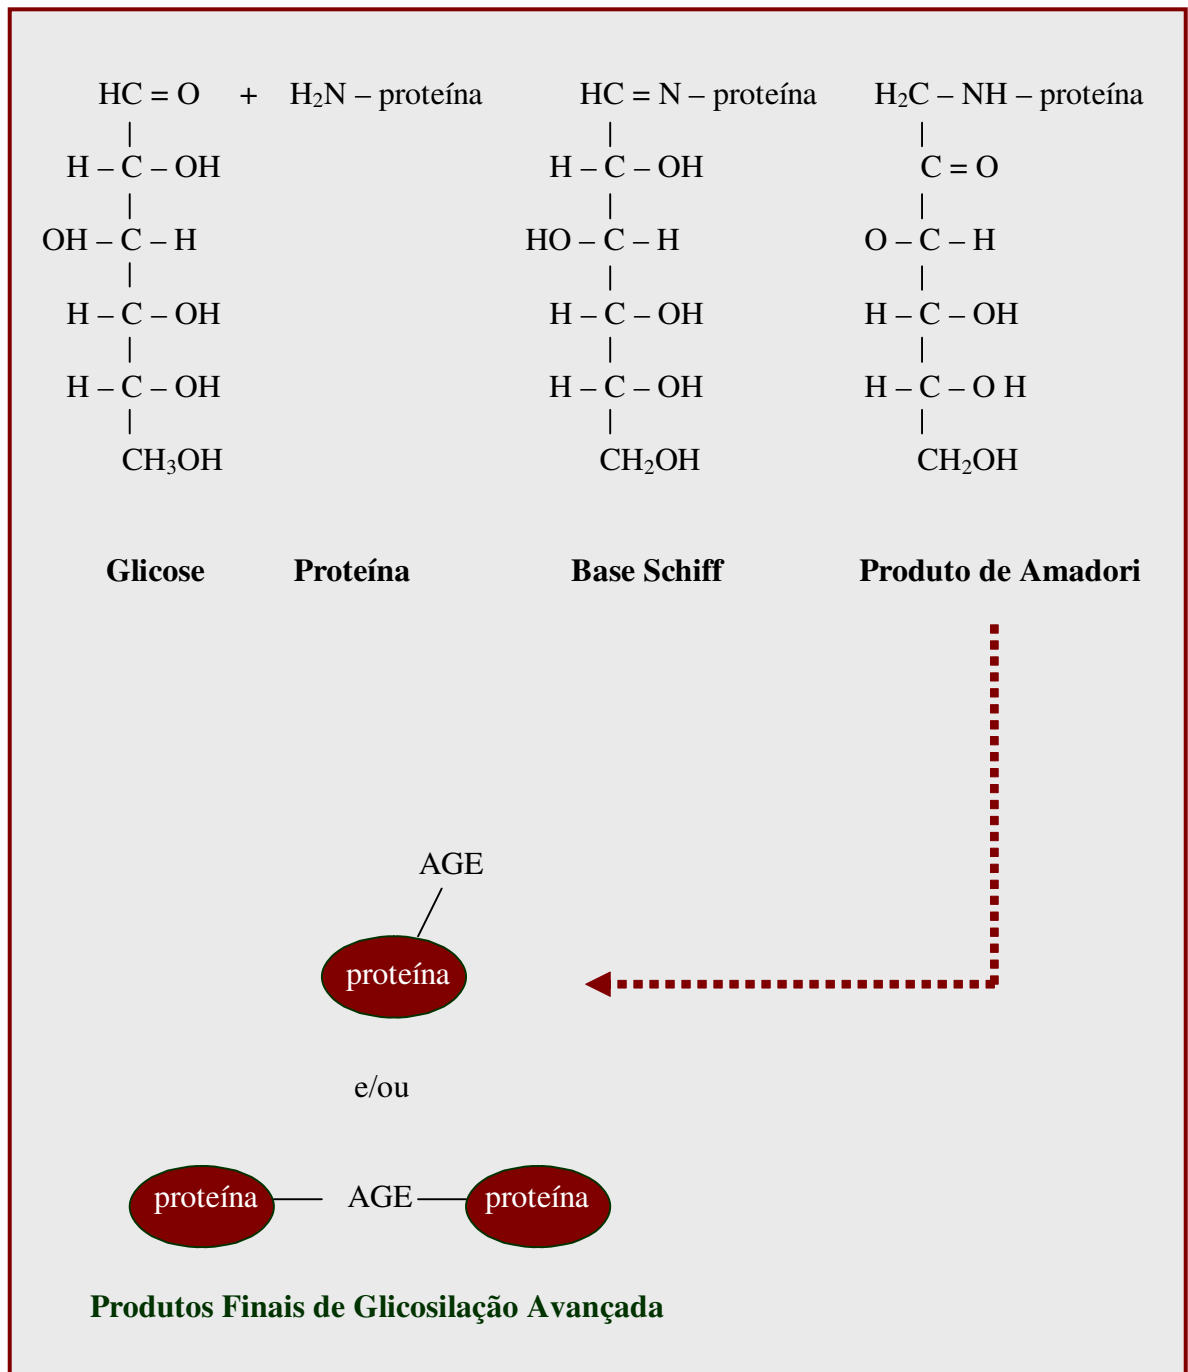 HC = O + H₂N – proteína HC = N – proteína H₂C – NH – proteína
| | |
H – C – OH H – C – OH C = O
| | |
OH – C – H HO – C – H O – C – H
| | |
H – C – OH H – C – OH H – C – OH
| | |
H – C – OH H – C – OH H – C – O H
| | |
CH₃OH CH₂OH CH₂OH
Glicose Proteína Base Schiff Produto de Amadori
AGE
proteína
e/ou
proteína AGE proteína
Produtos Finais de Glicosilação Avançada